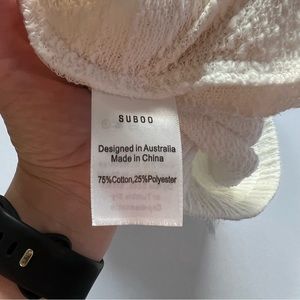 SUBOO
Designed in Australia
Made in China
75%Cotton,25%Polyester